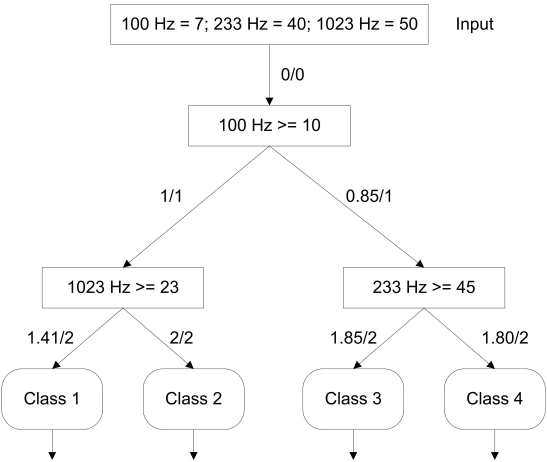 100 Hz = 7; 233 Hz = 40; 1023 Hz = 50
Input
0/0
100 Hz >= 10
1/1
0.85/1
1023 Hz >= 23
233 Hz >= 45
1.41/2
2/2
1.85/2
1.80/2
Class 1
Class 2
Class 3
Class 4